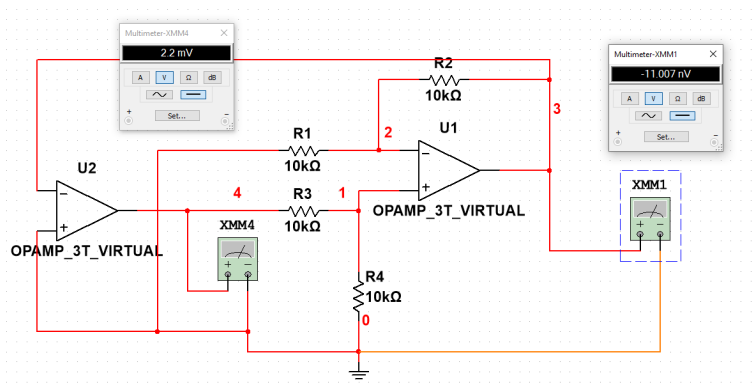 Multimeter-XMM4
2.2 mV
A V Ω dB
+ Set... -
Multimeter-XMM1
-11.007 nV
A V Ω dB
+ Set... -
R2
10kΩ
3
U1
R1
2
10kΩ
U2
4
R3
1
10kΩ
OPAMP_3T_VIRTUAL
XMM1
XMM4
OPAMP_3T_VIRTUAL
R4
10kΩ
0